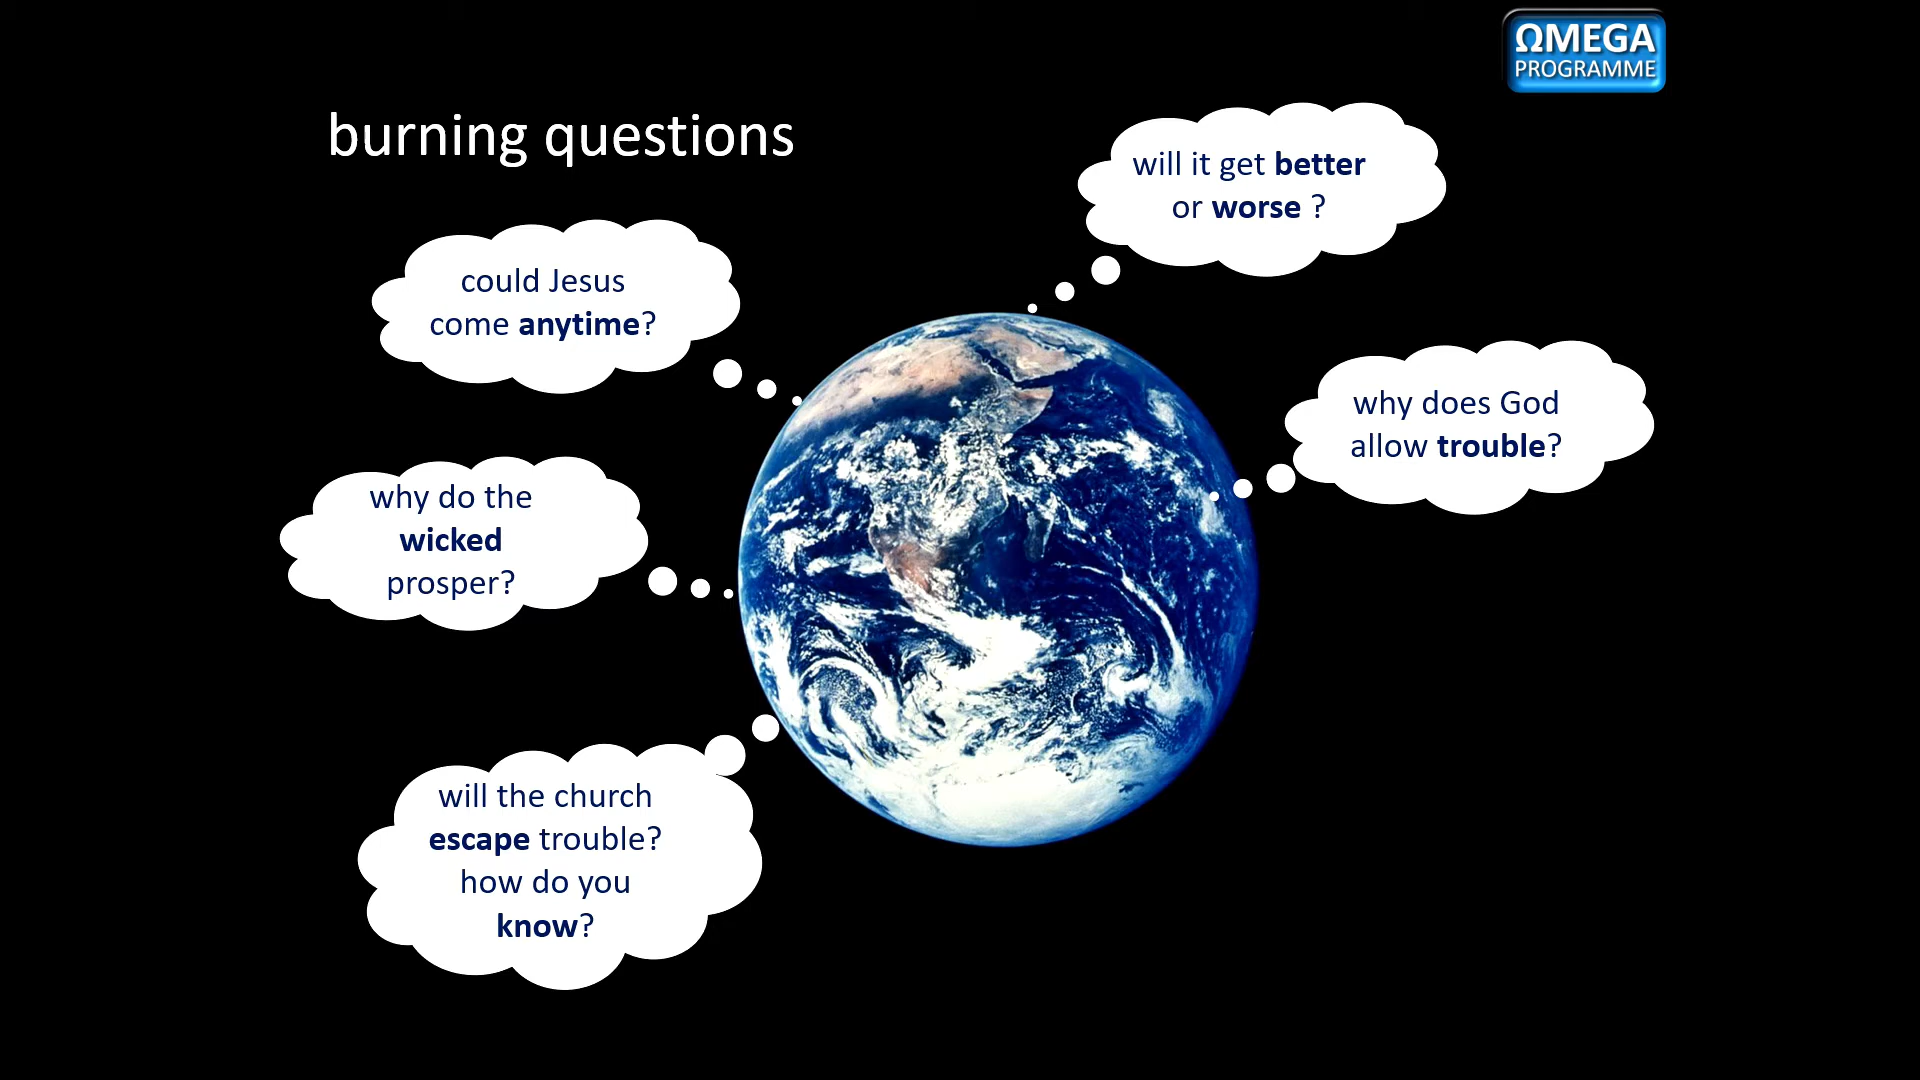 ΩMEGA
PROGRAMME
burning questions
will it get better
or worse ?
could Jesus
come anytime?
why does God
allow trouble?
why do the
wicked
prosper?
will the church
escape trouble?
how do you
know?